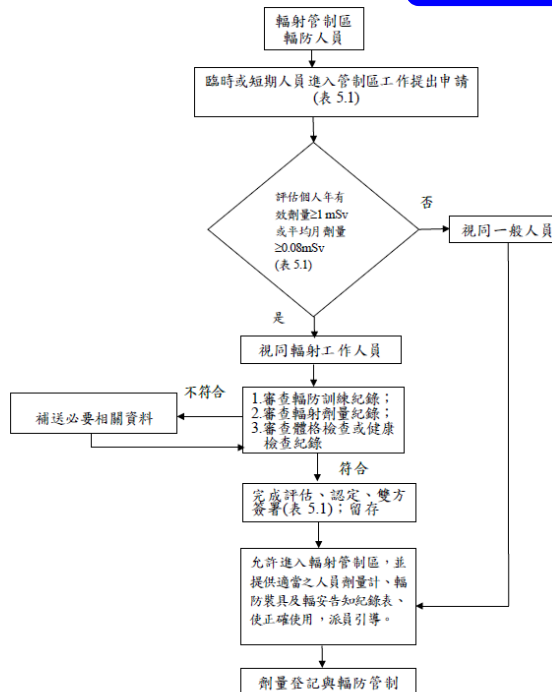 輻射管制區
輻防人員
臨時或短期人員進入管制區工作提出申請
(表 5.1)
評估個人年有
效劑量≥1 mSv
或平均月劑量
≥0.08mSv
(表 5.1)
否
視同一般人員
是
視同輻射工作人員
不符合
補送必要相關資料
1.審查輻防訓練紀錄；
2.審查輻射劑量紀錄；
3.審查體格檢查或健康
檢查紀錄
符合
完成評估、認定、雙方
簽署(表 5.1)；留存
允許進入輻射管制區，並
提供適當之人員劑量計、輻
防裝具及輻安告知紀錄表、
使正確使用，派員引導。
劑量登記與輻防管制